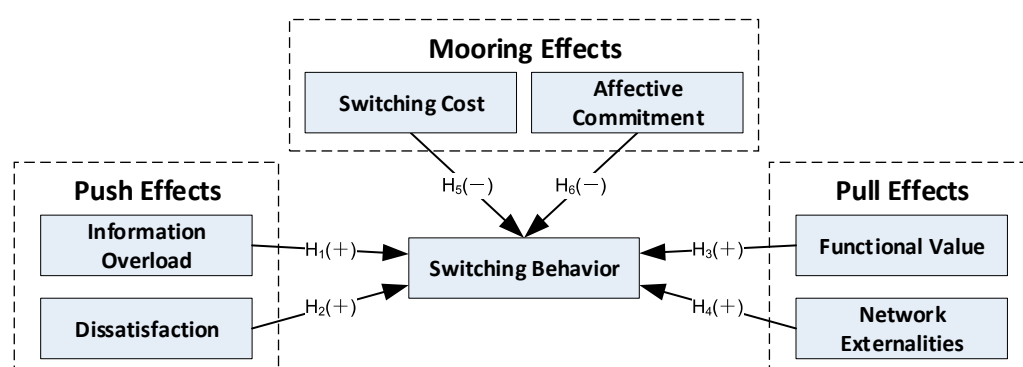 Mooring Effects
Switching Cost
Affective
Commitment
H₅(−)
H₆(−)
Push Effects
Information
Overload
H₁(+)
Dissatisfaction
H₂(+)
Switching Behavior
Pull Effects
H₃(+)
Functional Value
H₄(+)
Network
Externalities